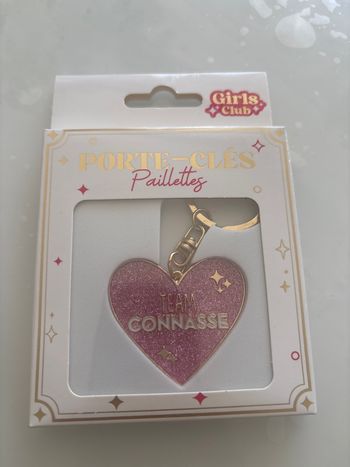 Girls
Club
PORTE-CLÉS
Paillettes
TEAM
CONNASSE